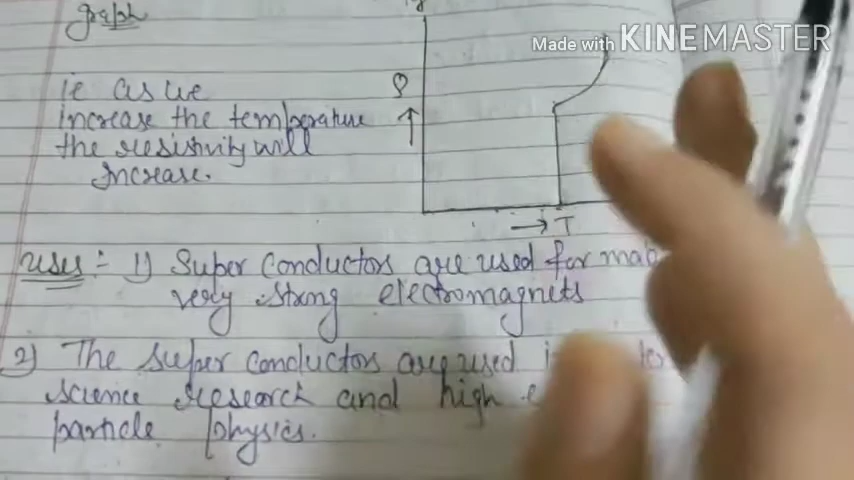 graph
Made with KINEMASTER
y
ρ
ie as we
increase the temperature
the resistivity will
increase.
↑
→ T
uses :- 1) Super conductors are used for
very strong electromagnets
2) The super conductors are used
science research and high
particle physics.